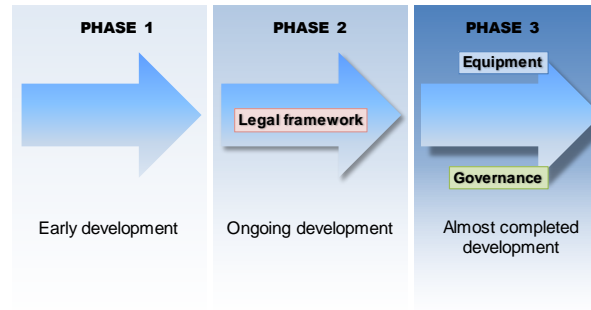 PHASE 1
PHASE 2
PHASE 3
Equipment
Legal framework
Governance
Early development
Ongoing development
Almost completed
development